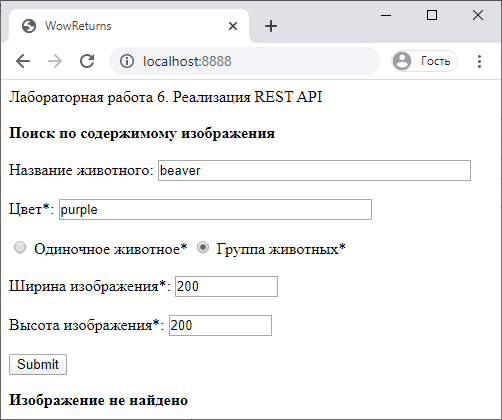 WowReturns
localhost:8888
Гость
Лабораторная работа 6. Реализация REST API
Поиск по содержимому изображения
Название животного: beaver
Цвет*: purple
Одиночное животное* Группа животных*
Ширина изображения*: 200
Высота изображения*: 200
Submit
Изображение не найдено